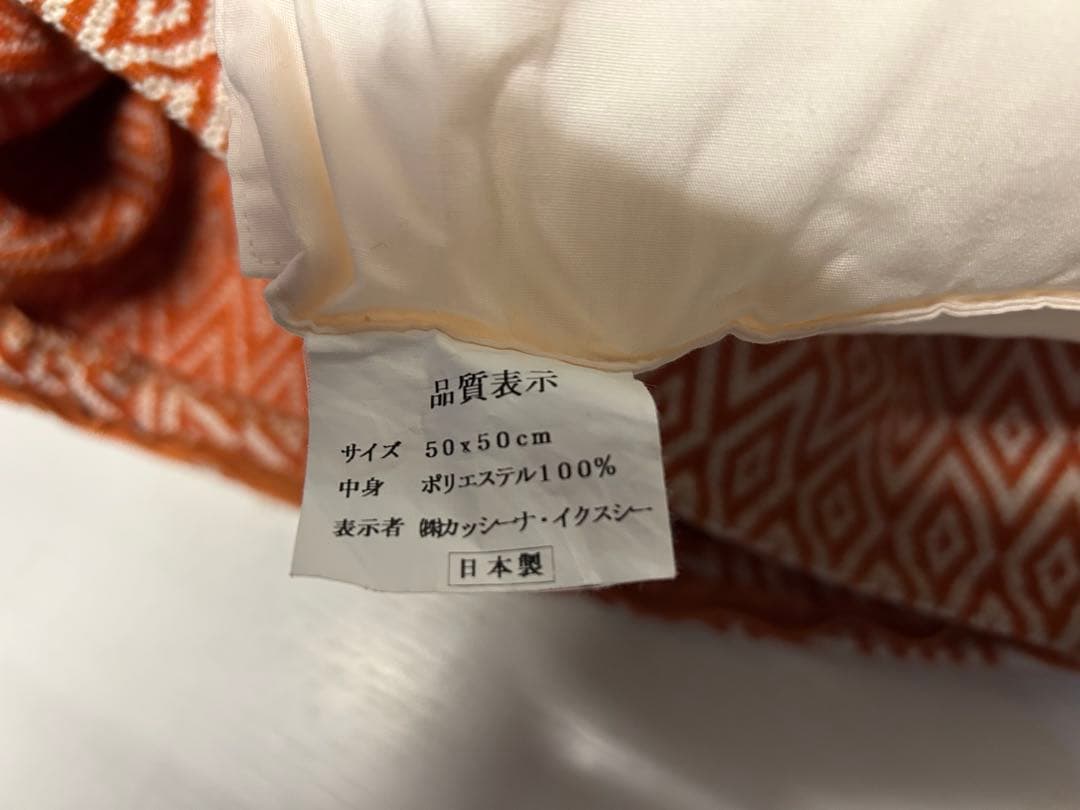 品質表示
サイズ 50x50cm
中身 ポリエステル100%
表示者 ㈱カッシーナ・イクスシー
日本製